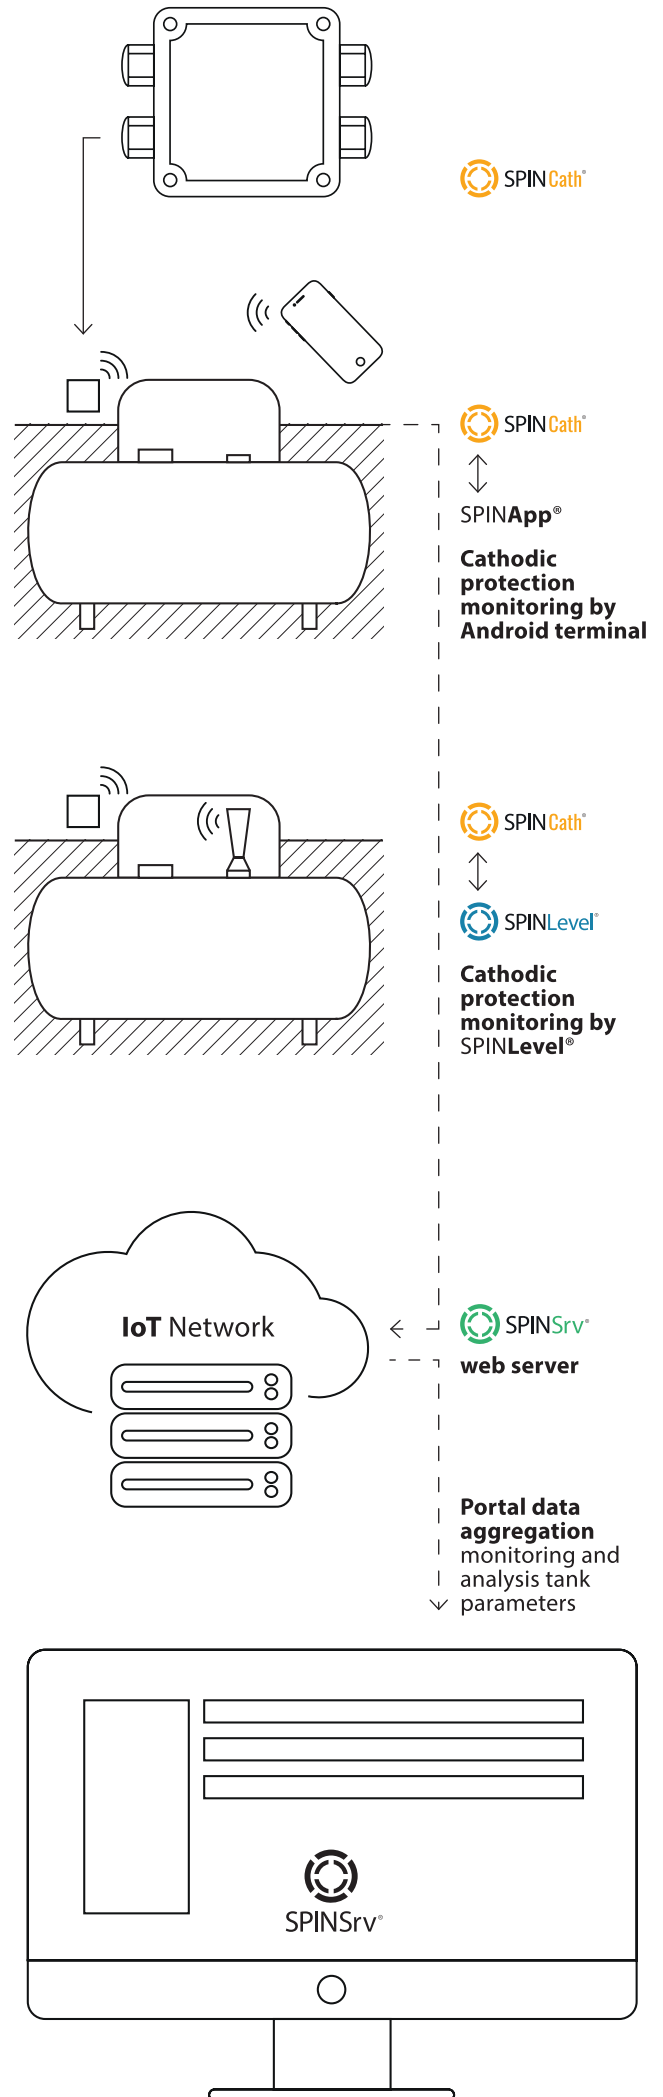 SPINCath®
SPINCath®
SPINApp®
Cathodic
protection
monitoring by
Android terminal
SPINCath®
SPINLevel®
Cathodic
protection
monitoring by
SPINLevel®
IoT Network
SPINSrv®
web server
Portal data
aggregation
monitoring and
analysis tank
parameters
SPINSrv®